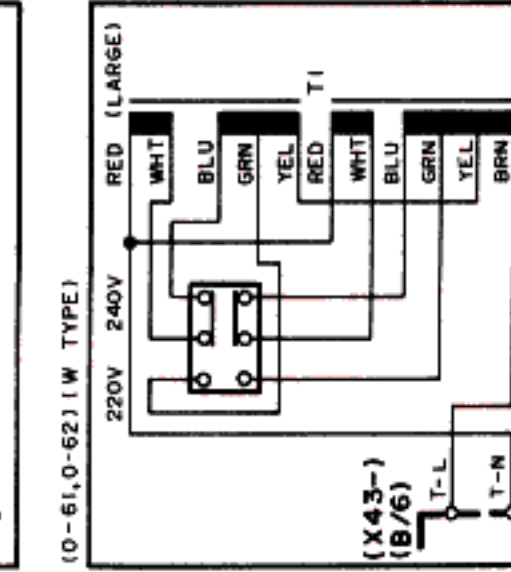 (0-61,0-62)(W TYPE)
(LARGE)
T1
RED
WHT
BLU
GRN
YEL
RED
WHT
BLU
GRN
YEL
BRN
240V
220V
(X43-)
(B/6)
T-L
T-N